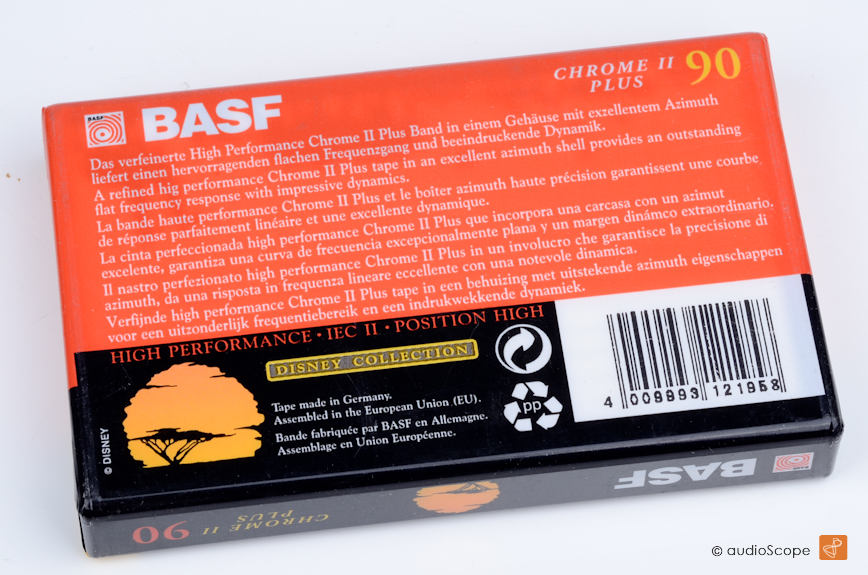 CHROME II 90
PLUS
BASF BASF
Das verfeinerte High Performance Chrome II Plus Band in einem Gehäuse mit exzellentem Azimuth
liefert einen hervorragenden flachen Frequenzgang und beeindruckende Dynamik.
A refined hig performance Chrome II Plus tape in an excellent azimuth shell provides an outstanding
flat frequency response with impressive dynamics.
La bande haute performance Chrome II Plus et le boîtier azimuth haute précision garantissent une courbe
de réponse parfaitement linéaire et une excellente dynamique.
La cinta perfeccionada high performance Chrome II Plus que incorpora una carcasa con un azimut
excelente, garantiza una curva de frecuencia excepcionalmente plana y un margen dinámco extraordinario.
Il nastro perfezionato high performance Chrome II Plus in un involucro che garantisce la precisione di
azimuth, da una risposta in frequenza lineare eccellente con una notevole dinamica.
Verfijnde high performance Chrome II Plus tape in een behuizing met uitstekende azimuth eigenschappen
voor een uitzonderlijk frequentiebereik en een indrukwekkende dynamiek.
HIGH PERFORMANCE · IEC II · POSITION HIGH
DISNEY COLLECTION
Tape made in Germany.
Assembled in the European Union (EU).
Bande fabriquée par BASF en Allemagne.
Assemblage en Union Européenne.
© DISNEY
PP
4 009993 121958
BASF
CHROME II
PLUS
90
© audioScope